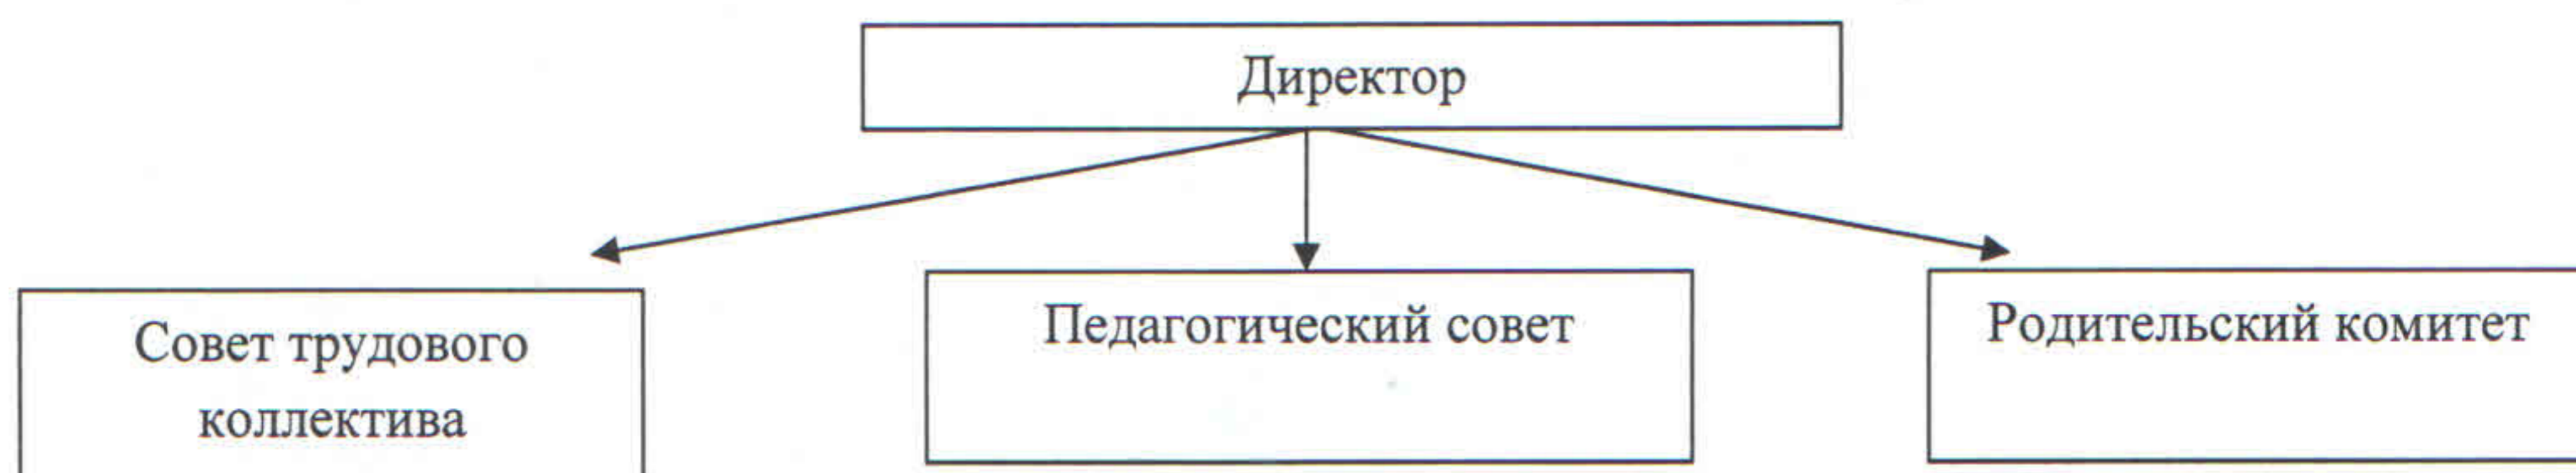 Директор
Совет трудового
коллектива
Педагогический совет
Родительский комитет